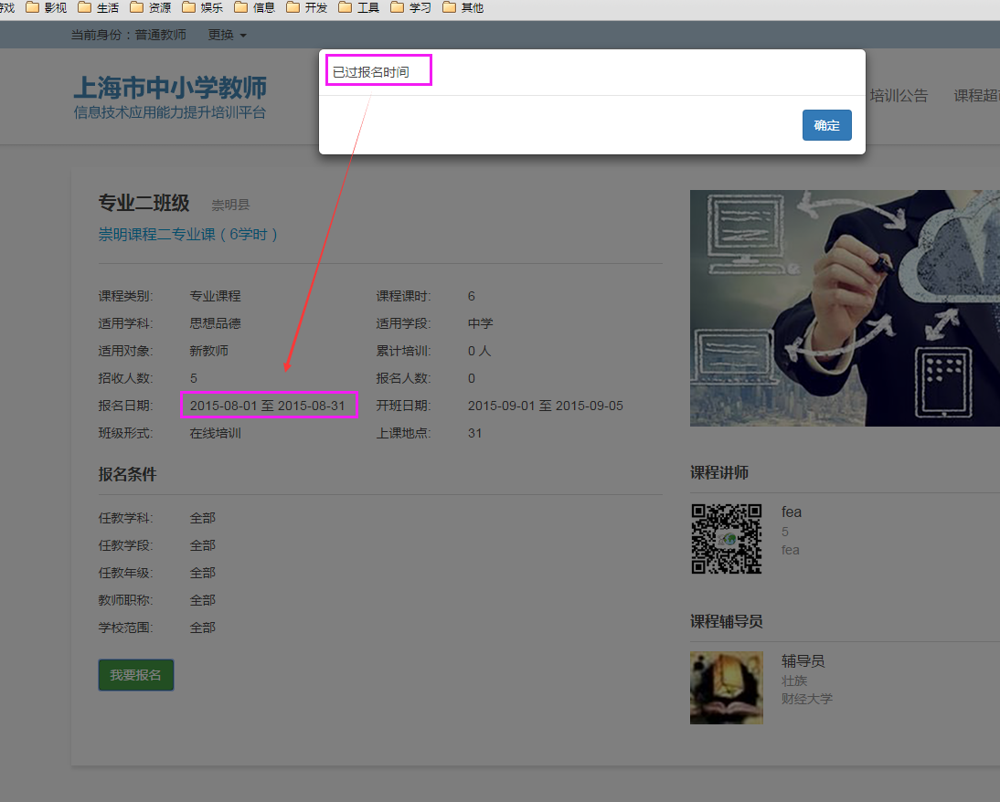 戏 影视 生活 资源 娱乐 信息 开发 工具 学习 其他
当前身份：普通教师 更换
已过报名时间
确定
上海市中小学教师
信息技术应用能力提升培训平台
培训公告 课程超
专业二班级 崇明县
崇明课程二专业课（6学时）
课程类别: 专业课程 课程课时: 6
适用学科: 思想品德 适用学段: 中学
适用对象: 新教师 累计培训: 0 人
招收人数: 5 报名人数: 0
报名日期: 2015-08-01 至 2015-08-31 开班日期: 2015-09-01 至 2015-09-05
班级形式: 在线培训 上课地点: 31
报名条件
任教学科: 全部
任教学段: 全部
任教年级: 全部
教师职称: 全部
学校范围: 全部
我要报名
课程讲师
fea
5
fea
课程辅导员
辅导员
壮族
财经大学